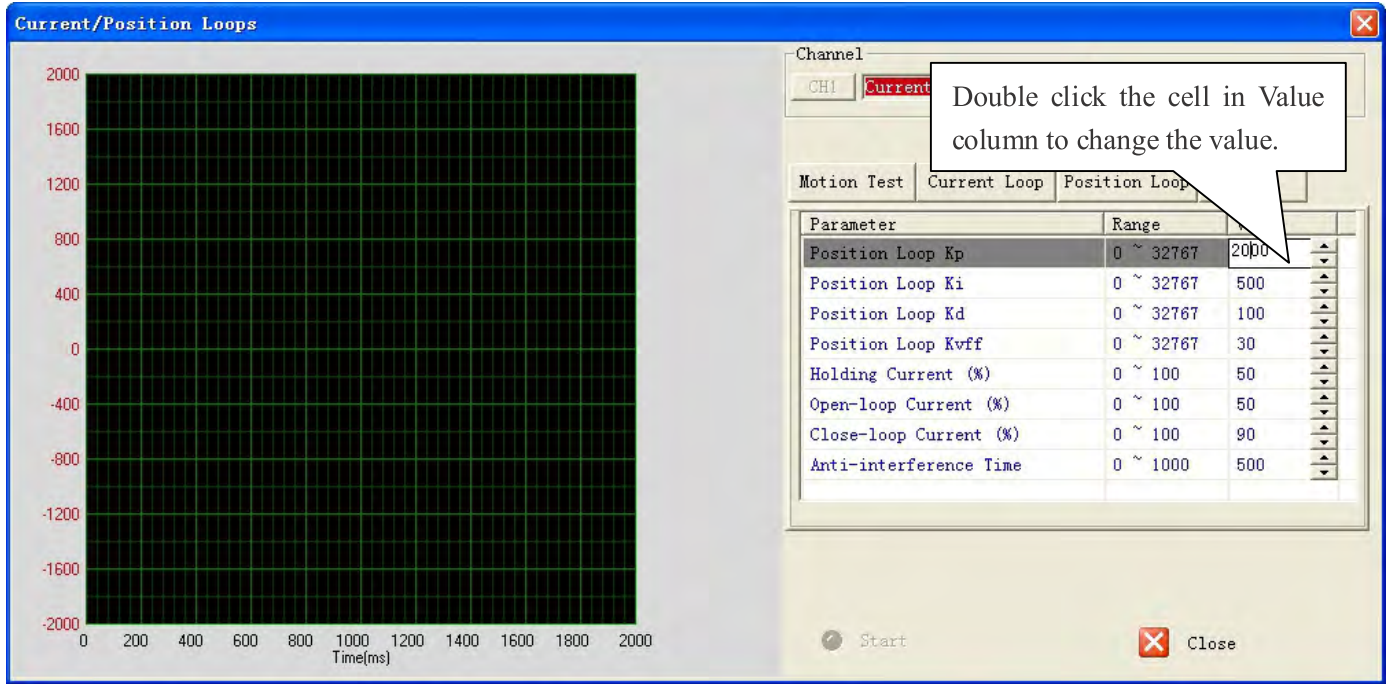 Current/Position Loops
2000
1600
1200
800
400
0
-400
-800
-1200
-1600
-2000
0 200 400 600 800 1000 1200 1400 1600 1800 2000
Time(ms)
Channel
CH1 Current
Double click the cell in Value
column to change the value.
Motion Test Current Loop Position Loop
Parameter Range
Position Loop Kp 0 ~ 32767 2000
Position Loop Ki 0 ~ 32767 500
Position Loop Kd 0 ~ 32767 100
Position Loop Kvff 0 ~ 32767 30
Holding Current (%) 0 ~ 100 50
Open-loop Current (%) 0 ~ 100 50
Close-loop Current (%) 0 ~ 100 90
Anti-interference Time 0 ~ 1000 500
Start Close